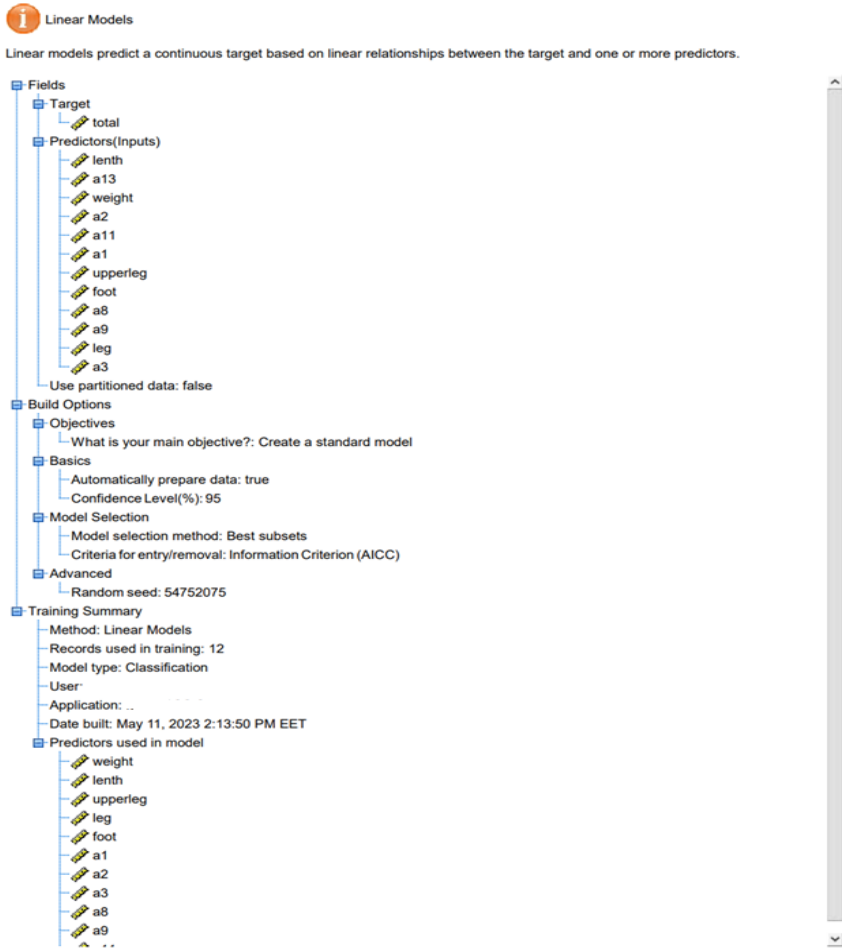 Linear Models
Linear models predict a continuous target based on linear relationships between the target and one or more predictors.
Fields
Target
total
Predictors(Inputs)
lenth
a13
weight
a2
a11
a1
upperleg
foot
a8
a9
leg
a3
Use partitioned data: false
Build Options
Objectives
What is your main objective?: Create a standard model
Basics
Automatically prepare data: true
Confidence Level(%): 95
Model Selection
Model selection method: Best subsets
Criteria for entry/removal: Information Criterion (AICC)
Advanced
Random seed: 54752075
Training Summary
Method: Linear Models
Records used in training: 12
Model type: Classification
User
Application:
Date built: May 11, 2023 2:13:50 PM EET
Predictors used in model
weight
lenth
upperleg
leg
foot
a1
a2
a3
a8
a9